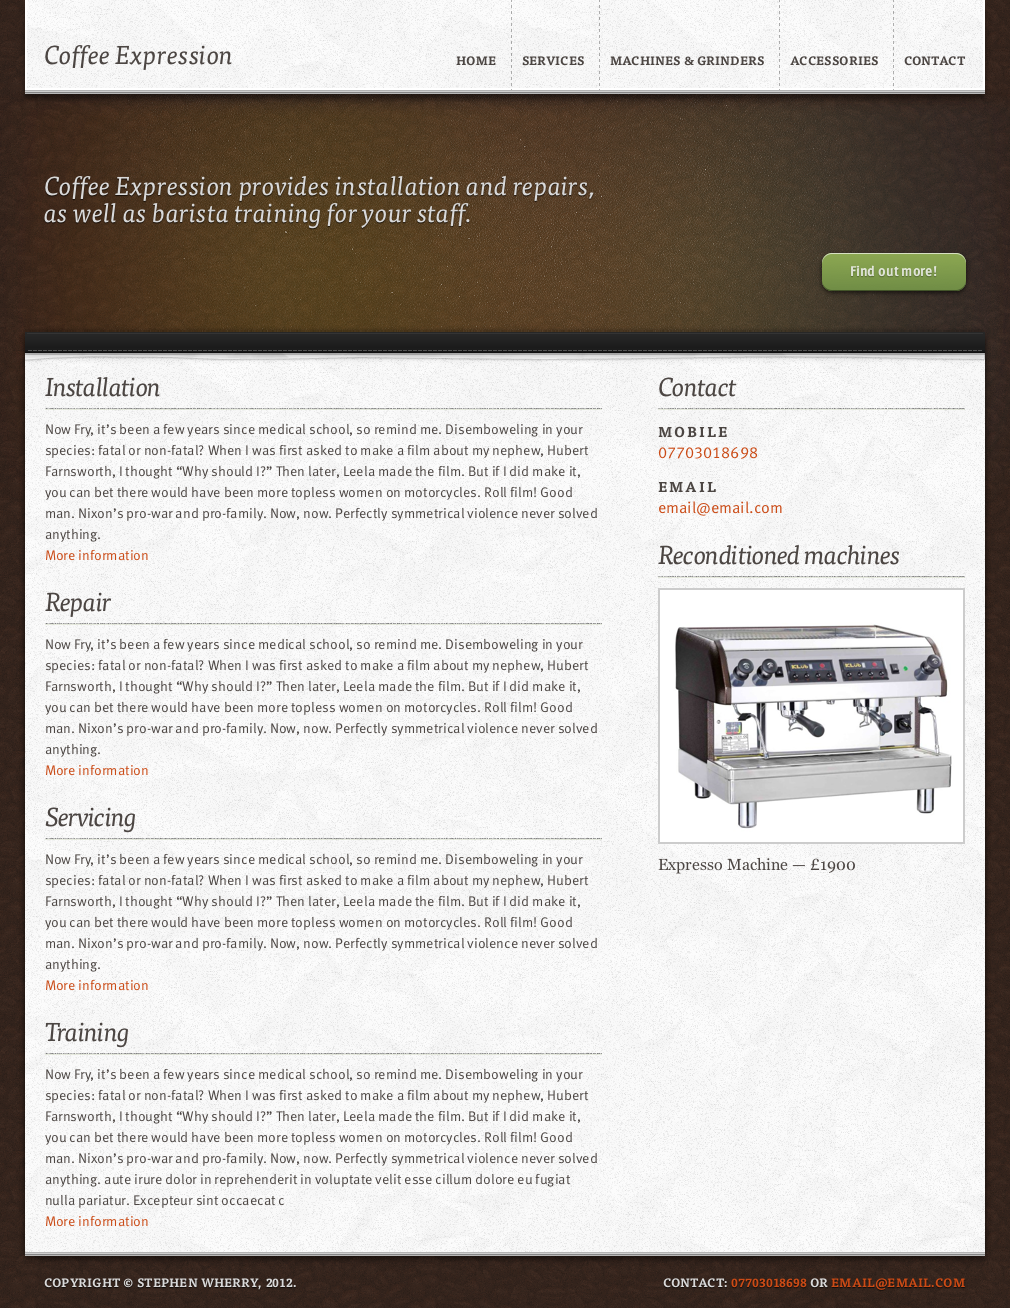 Coffee Expression
HOME
SERVICES
MACHINES & GRINDERS
ACCESSORIES
CONTACT
Coffee Expression provides installation and repairs,
as well as barista training for your staff.
Find out more!
Installation
Now Fry, it’s been a few years since medical school, so remind me. Disemboweling in your
species: fatal or non-fatal? When I was first asked to make a film about my nephew, Hubert
Farnsworth, I thought “Why should I?” Then later, Leela made the film. But if I did make it,
you can bet there would have been more topless women on motorcycles. Roll film! Good
man. Nixon’s pro-war and pro-family. Now, now. Perfectly symmetrical violence never solved
anything.
More information
Repair
Now Fry, it’s been a few years since medical school, so remind me. Disemboweling in your
species: fatal or non-fatal? When I was first asked to make a film about my nephew, Hubert
Farnsworth, I thought “Why should I?” Then later, Leela made the film. But if I did make it,
you can bet there would have been more topless women on motorcycles. Roll film! Good
man. Nixon’s pro-war and pro-family. Now, now. Perfectly symmetrical violence never solved
anything.
More information
Servicing
Now Fry, it’s been a few years since medical school, so remind me. Disemboweling in your
species: fatal or non-fatal? When I was first asked to make a film about my nephew, Hubert
Farnsworth, I thought “Why should I?” Then later, Leela made the film. But if I did make it,
you can bet there would have been more topless women on motorcycles. Roll film! Good
man. Nixon’s pro-war and pro-family. Now, now. Perfectly symmetrical violence never solved
anything.
More information
Training
Now Fry, it’s been a few years since medical school, so remind me. Disemboweling in your
species: fatal or non-fatal? When I was first asked to make a film about my nephew, Hubert
Farnsworth, I thought “Why should I?” Then later, Leela made the film. But if I did make it,
you can bet there would have been more topless women on motorcycles. Roll film! Good
man. Nixon’s pro-war and pro-family. Now, now. Perfectly symmetrical violence never solved
anything. aute irure dolor in reprehenderit in voluptate velit esse cillum dolore eu fugiat
nulla pariatur. Excepteur sint occaecat c
More information
Contact
MOBILE
07703018698
EMAIL
email@email.com
Reconditioned machines
Expresso Machine — £1900
COPYRIGHT © STEPHEN WHERRY, 2012.
CONTACT: 07703018698 OR EMAIL@EMAIL.COM